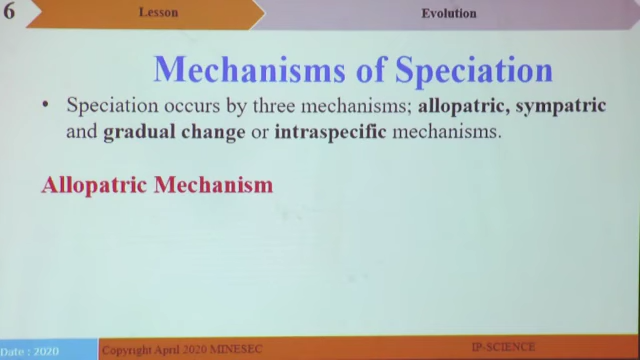 6
Lesson
Evolution
Mechanisms of Speciation
• Speciation occurs by three mechanisms; allopatric, sympatric
and gradual change or intraspecific mechanisms.
Allopatric Mechanism
Date : 2020
Copyright April 2020 MINESEC
IP-SCIENCE